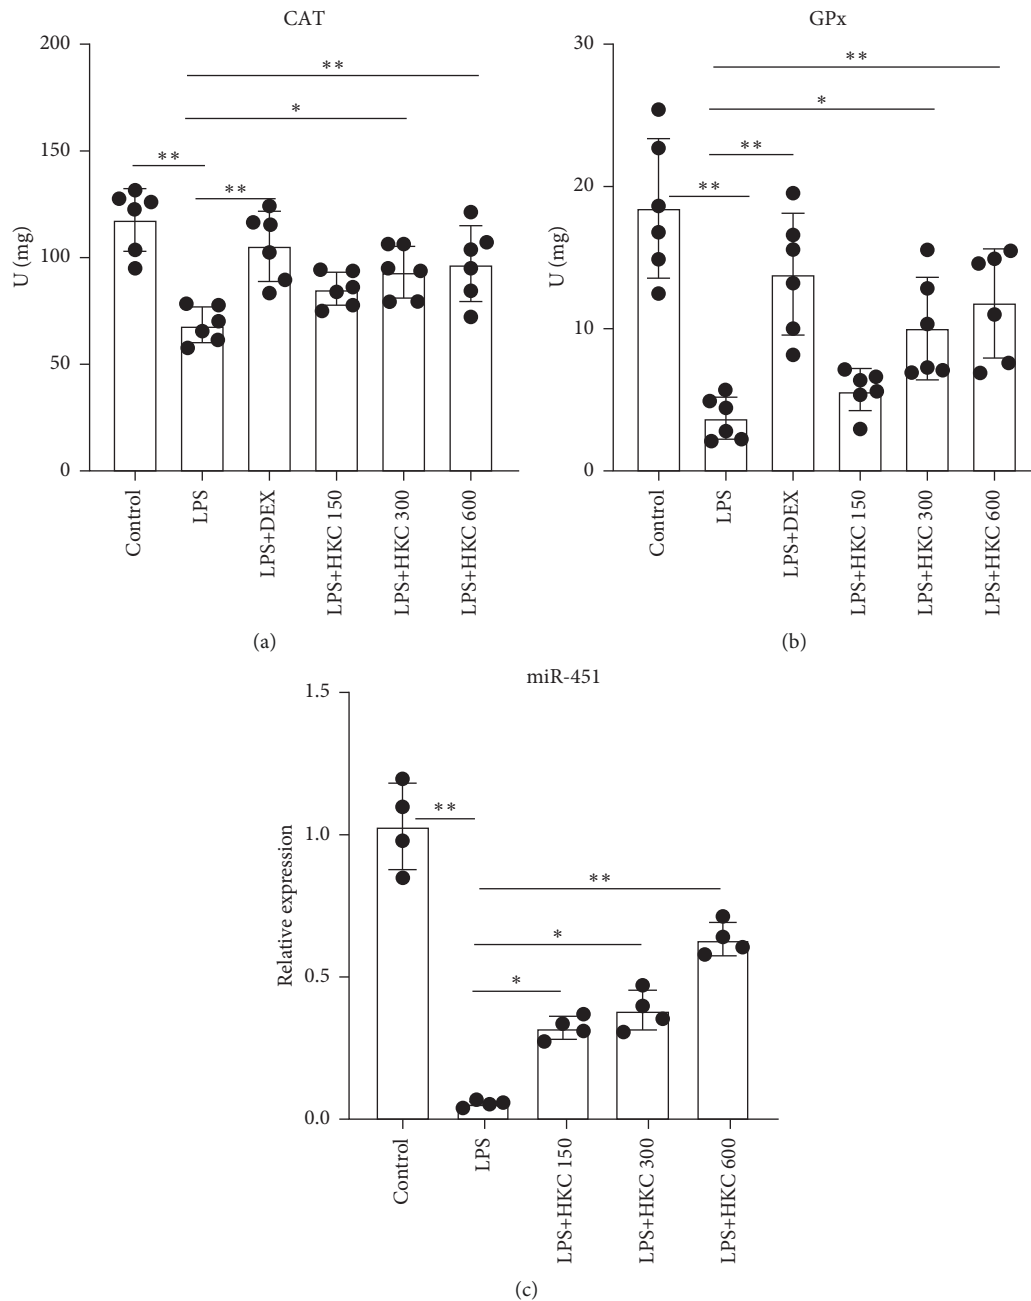 CAT
200
150
100
50
0
U (mg)
**
*
**
**
Control
LPS
LPS+DEX
LPS+HKC 150
LPS+HKC 300
LPS+HKC 600
(a)
GPx
30
20
10
0
U (mg)
**
*
**
**
Control
LPS
LPS+DEX
LPS+HKC 150
LPS+HKC 300
LPS+HKC 600
(b)
miR-451
1.5
1.0
0.5
0.0
Relative expression
**
**
*
*
Control
LPS
LPS+HKC 150
LPS+HKC 300
LPS+HKC 600
(c)